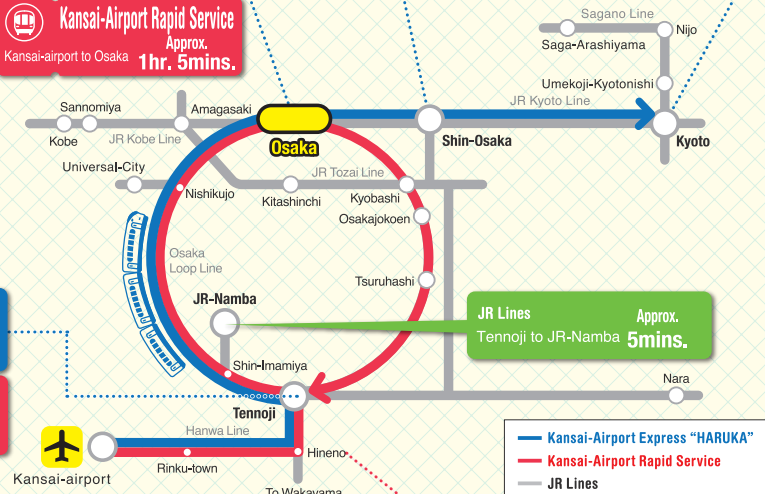 Kansai-Airport Rapid Service
Approx.
Kansai-airport to Osaka 1hr. 5mins.
Sagano Line
Saga-Arashiyama
Nijo
Umekoji-Kyotonishi
JR Kyoto Line
Sannomiya
Amagasaki
Kobe
JR Kobe Line
Osaka
Shin-Osaka
Kyoto
Universal-City
JR Tozai Line
Nishikujo
Kitashinchi
Kyobashi
Osakajokoen
Osaka
Loop Line
Tsuruhashi
JR-Namba
JR Lines
Approx.
Tennoji to JR-Namba 5mins.
Shin-Imamiya
Nara
Tennoji
Hanwa Line
Kansai-airport
Rinku-town
Hineno
To Wakayama
Kansai-Airport Express "HARUKA"
Kansai-Airport Rapid Service
JR Lines